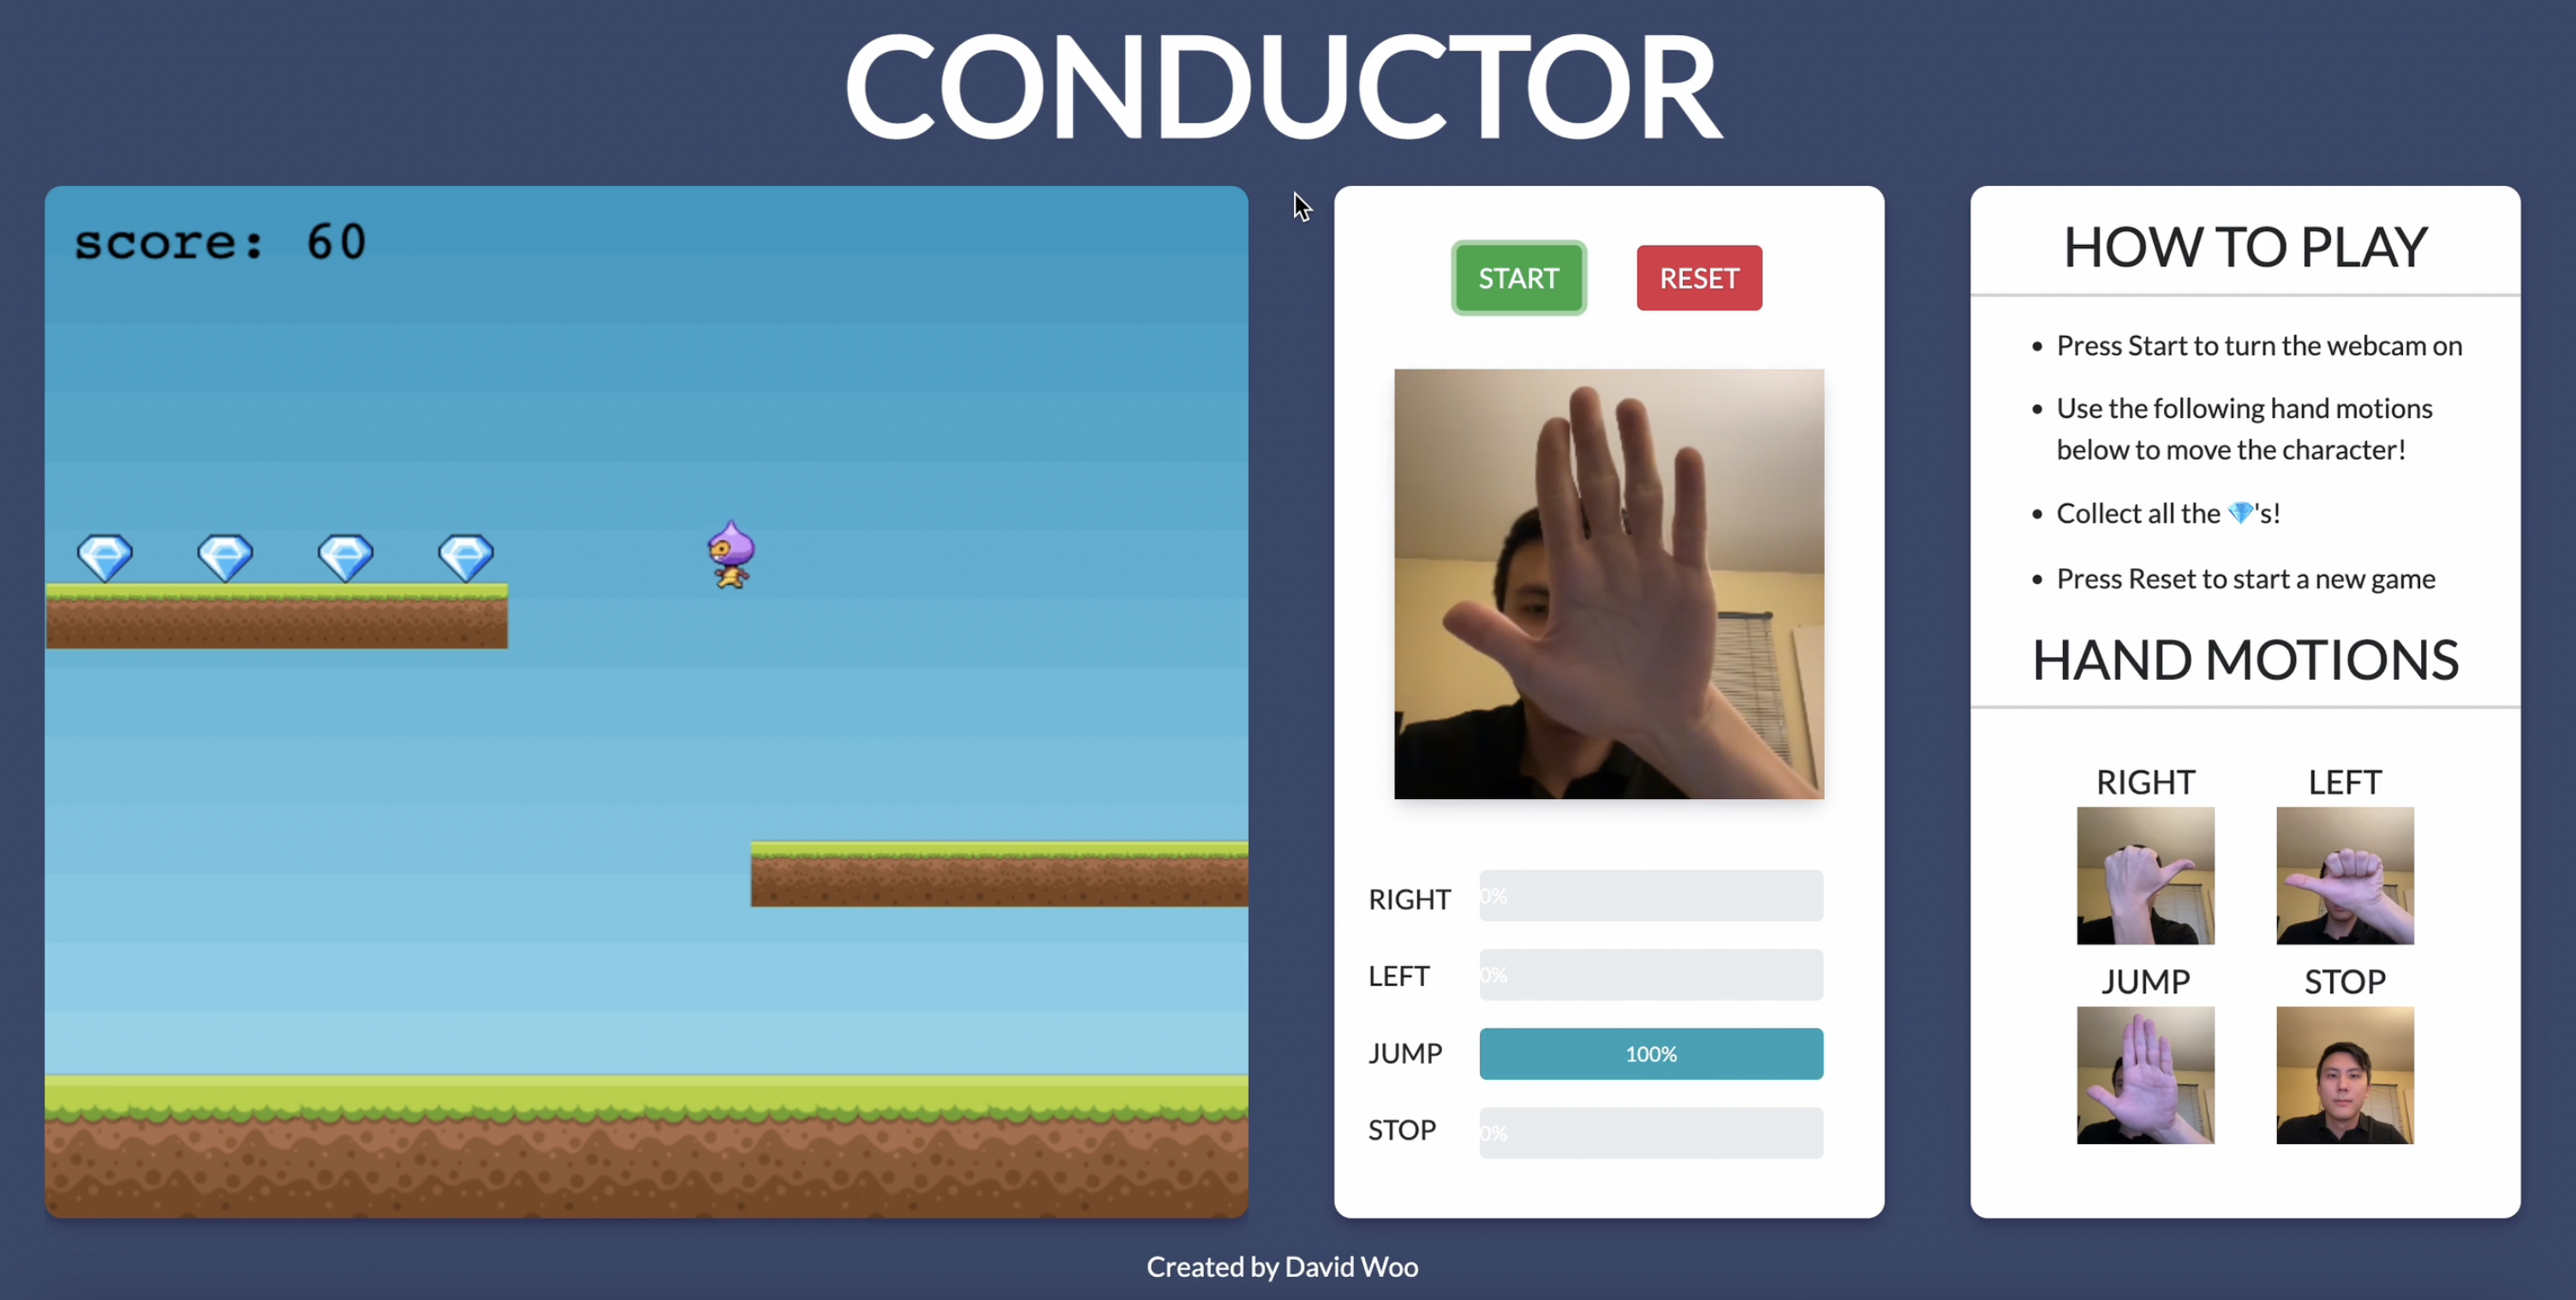 CONDUCTOR
score: 60
START
RESET
RIGHT
0%
LEFT
0%
JUMP
100%
STOP
0%
HOW TO PLAY
Press Start to turn the webcam on
Use the following hand motions
below to move the character!
Collect all the 💎's!
Press Reset to start a new game
HAND MOTIONS
RIGHT
LEFT
JUMP
STOP
Created by David Woo